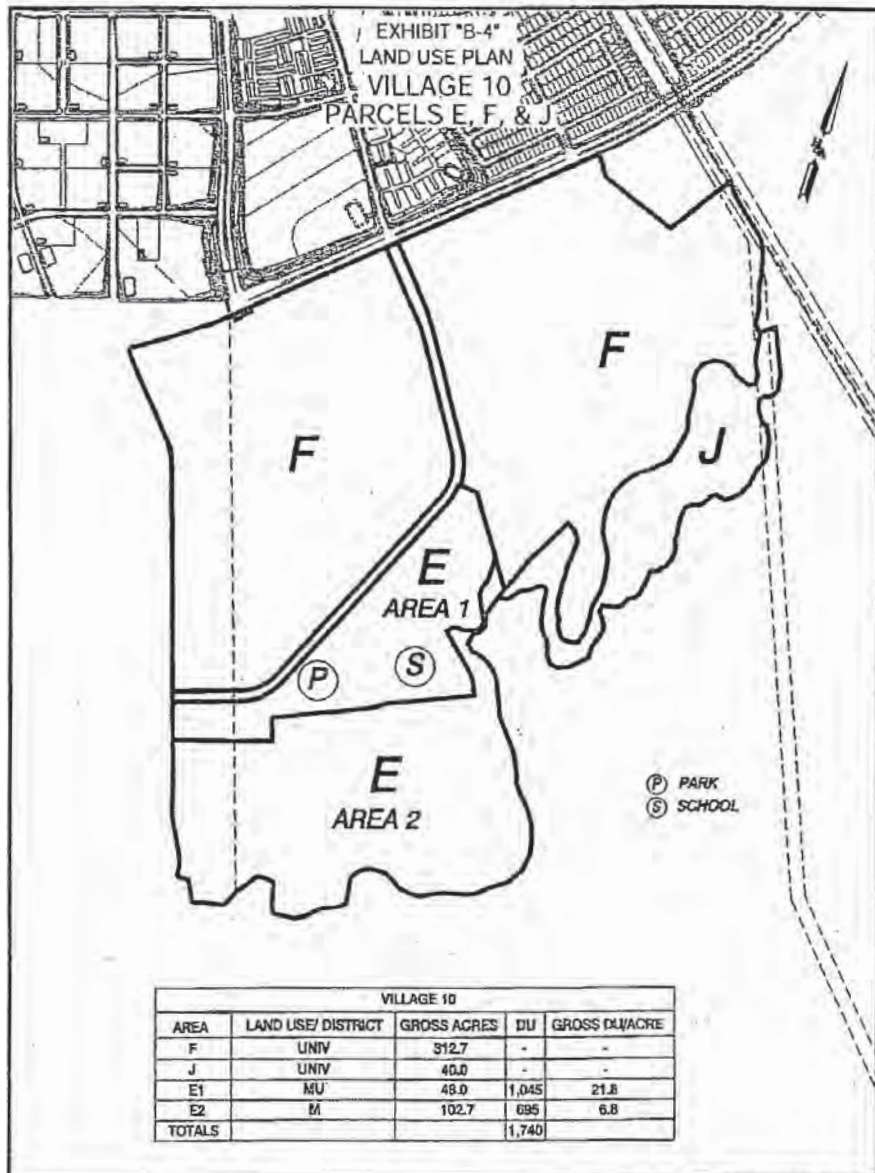 EXHIBIT "B-4"
LAND USE PLAN
VILLAGE 10
PARCELS E, F, & J
F
F
J
E
AREA 1
P
S
E
AREA 2
P PARK
S SCHOOL
VILLAGE 10
AREA LAND USE/ DISTRICT GROSS ACRES DU GROSS DU/ACRE
F UNIV 312.7 - -
J UNIV 40.0 - -
E1 MU 48.0 1,045 21.8
E2 M 102.7 695 6.8
TOTALS 1,740